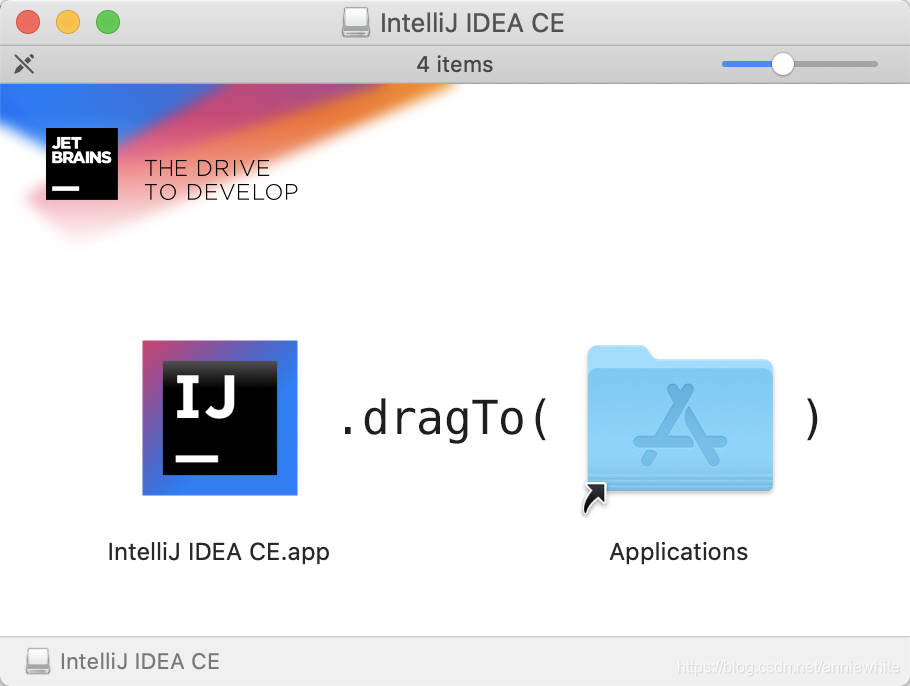 IntelliJ IDEA CE
4 items
JET
BRAINS
THE DRIVE
TO DEVELOP
IJ
.dragTo( )
IntelliJ IDEA CE.app
Applications
IntelliJ IDEA CE
https://blog.csdn.net/anniewhite